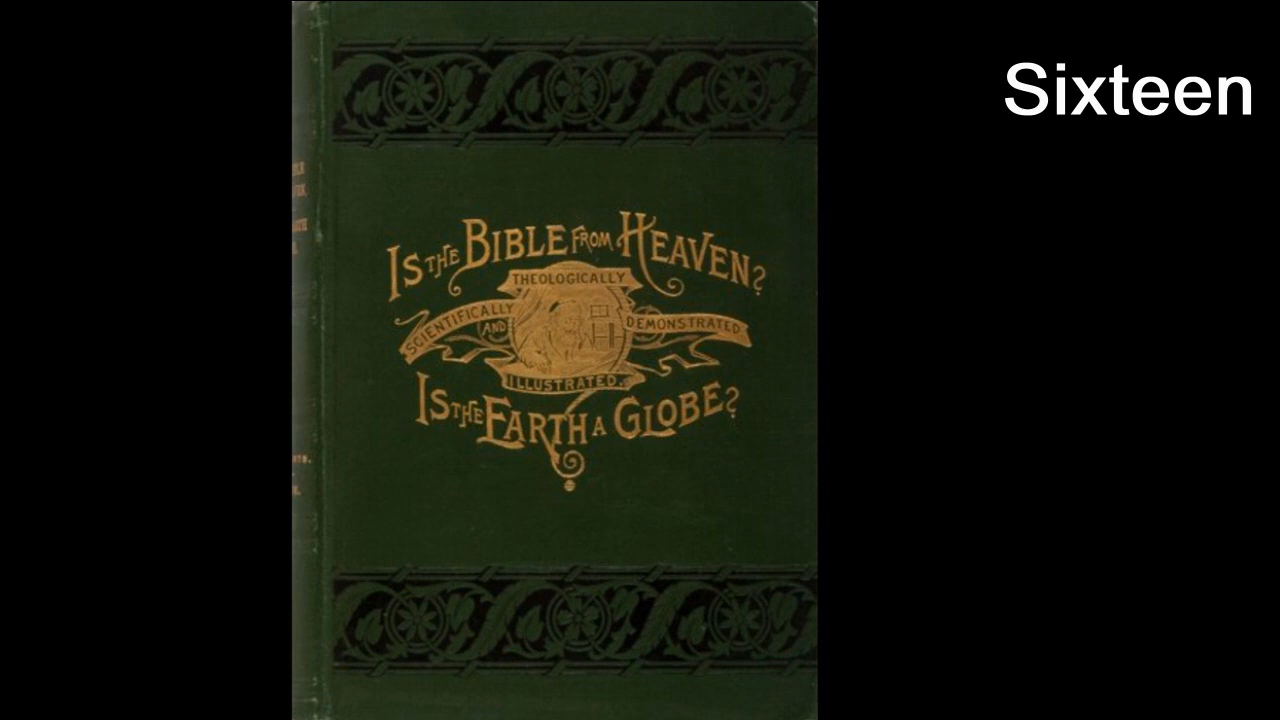 Sixteen
IS THE BIBLE FROM HEAVEN?
THEOLOGICALLY
SCIENTIFICALLY AND DEMONSTRATED
ILLUSTRATED.
IS THE EARTH A GLOBE?